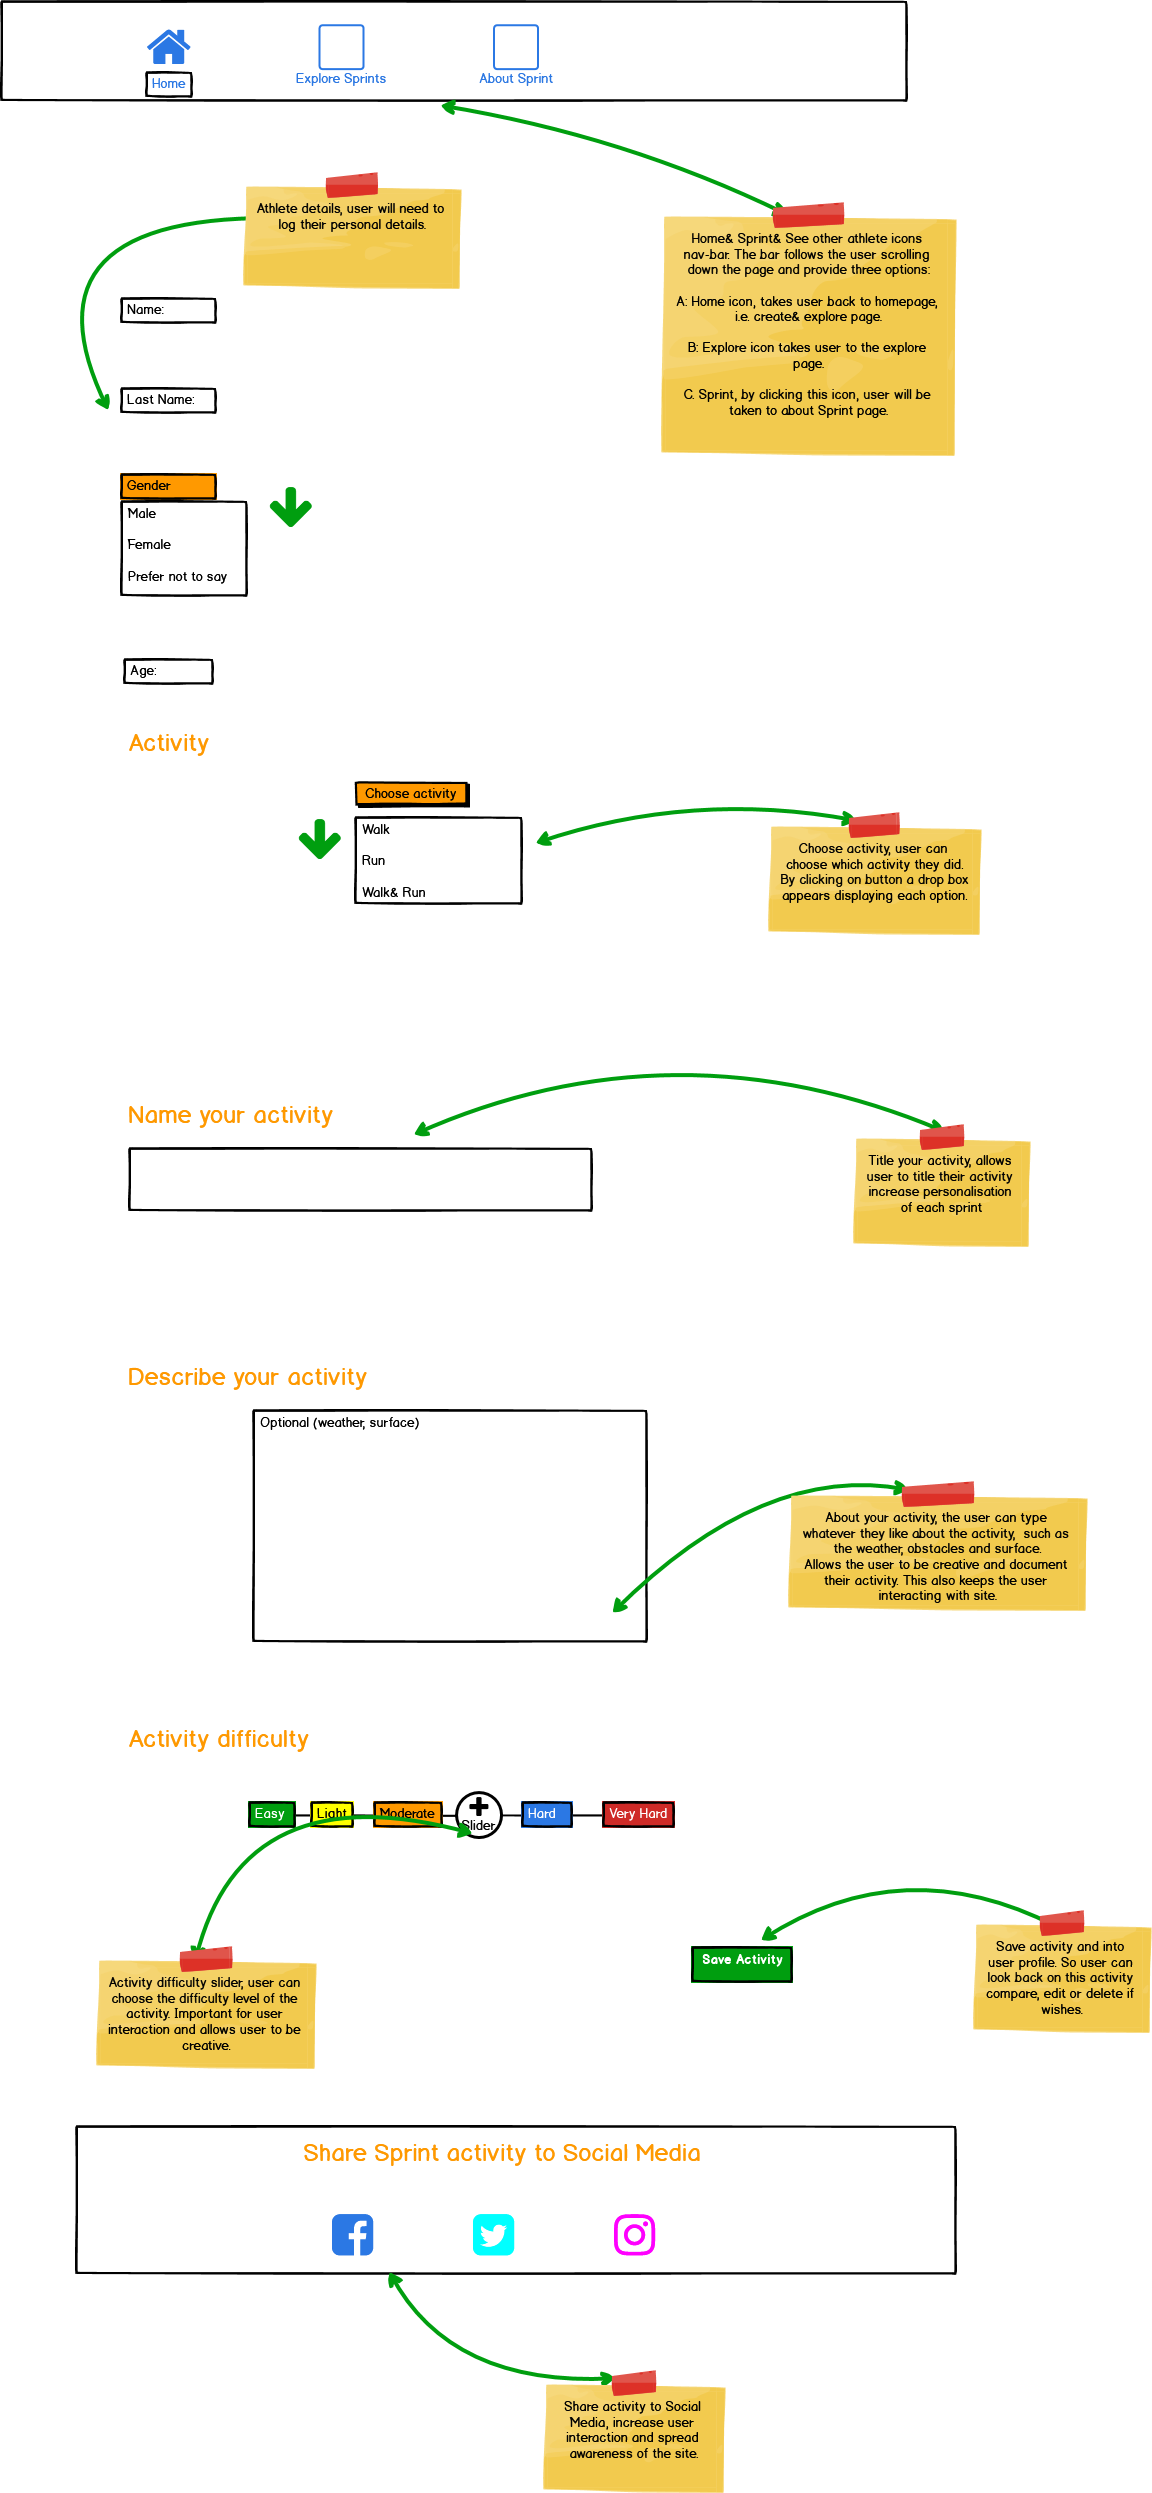 Home
Explore Sprints
About Sprint
Athlete details, user will need to
log their personal details.
Home& Sprint& See other athlete icons
nav-bar. The bar follows the user scrolling
down the page and provide three options:
A: Home icon, takes user back to homepage,
i.e. create& explore page.
B: Explore icon takes user to the explore
page.
C. Sprint, by clicking this icon, user will be
taken to about Sprint page.
Name:
Last Name:
Gender
Male
Female
Prefer not to say
Age:
Activity
Choose activity
Walk
Run
Walk& Run
Choose activity, user can
choose which activity they did.
By clicking on button a drop box
appears displaying each option.
Name your activity
Title your activity, allows
user to title their activity
increase personalisation
of each sprint
Describe your activity
Optional (weather, surface)
About your activity, the user can type
whatever they like about the activity, such as
the weather, obstacles and surface.
Allows the user to be creative and document
their activity. This also keeps the user
interacting with site.
Activity difficulty
Easy
Light
Moderate
Slider
Hard
Very Hard
Save Activity
Save activity and into
user profile. So user can
look back on this activity
compare, edit or delete if
wishes.
Activity difficulty slider, user can
choose the difficulty level of the
activity. Important for user
interaction and allows user to be
creative.
Share Sprint activity to Social Media
Share activity to Social
Media, increase user
interaction and spread
awareness of the site.